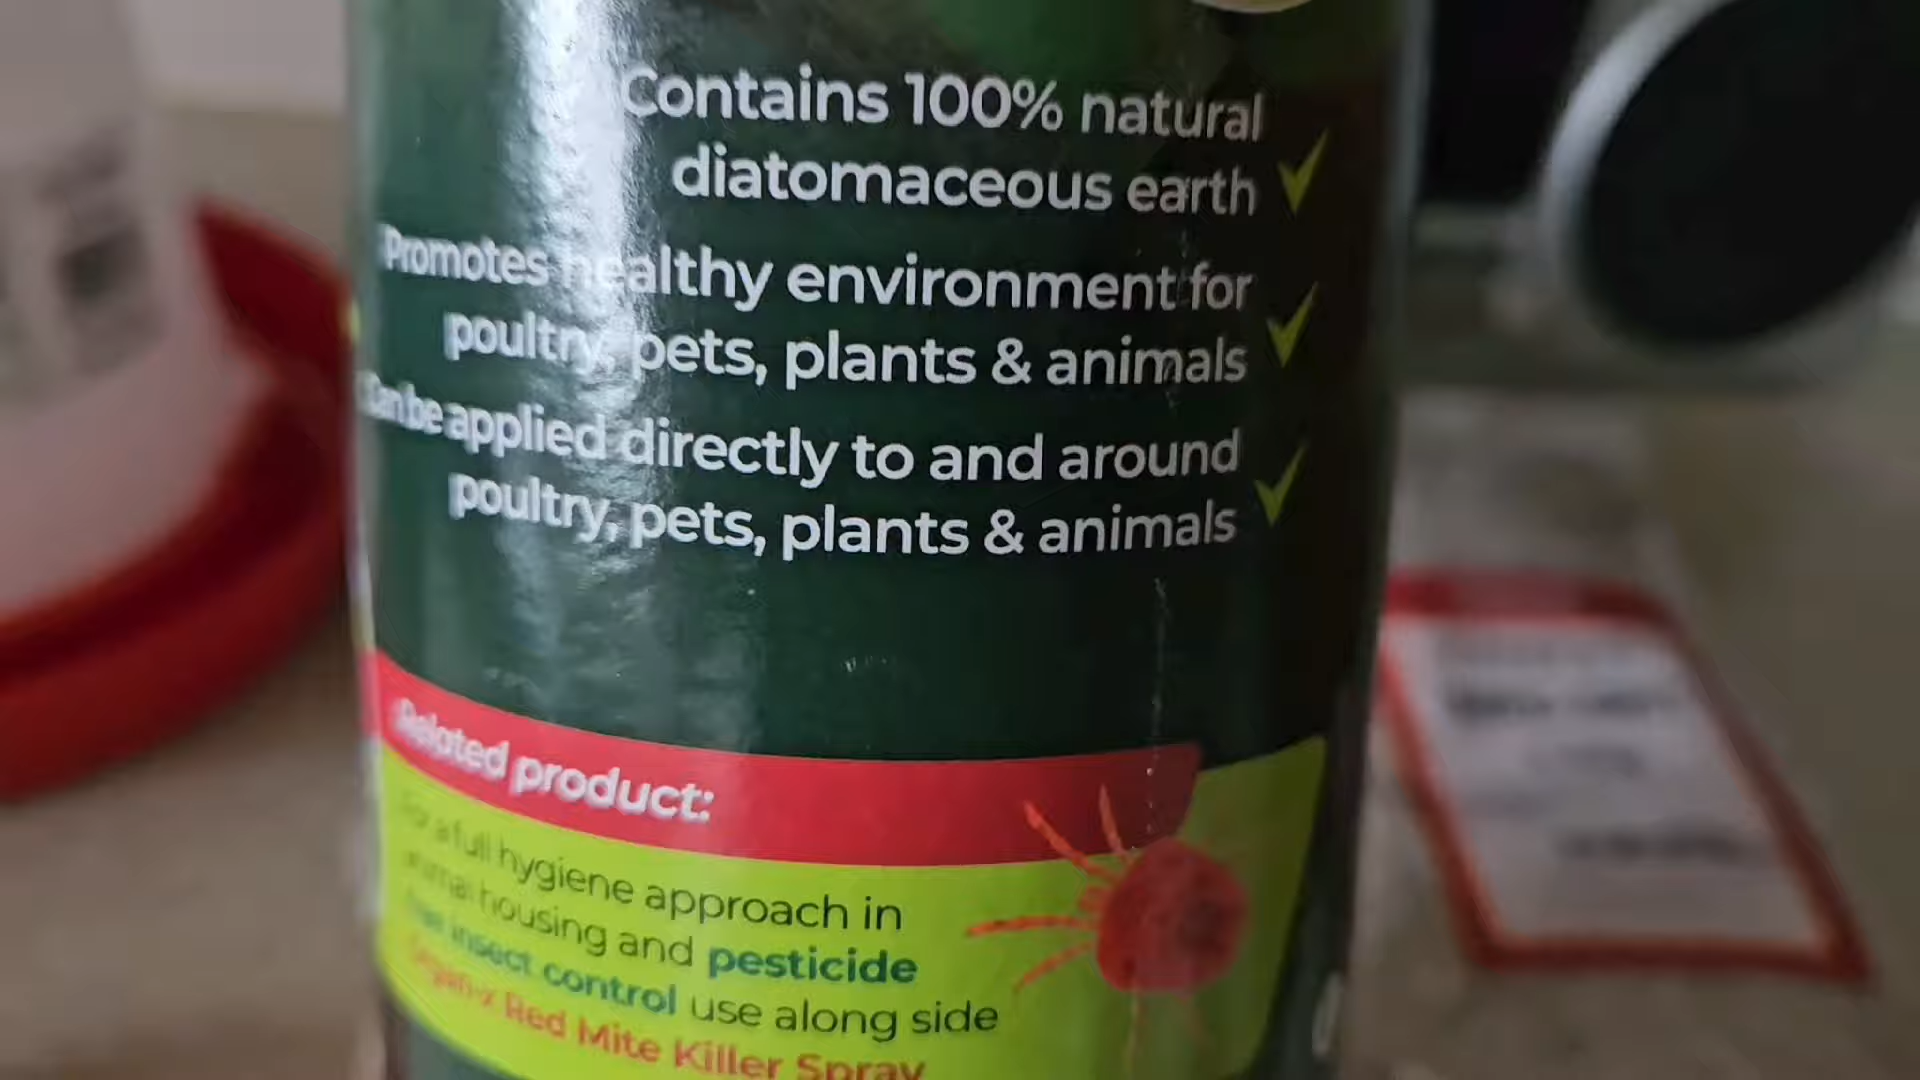 Contains 100% natural
diatomaceous earth
Promotes healthy environment for
poultry, pets, plants & animals
Can be applied directly to and around
poultry, pets, plants & animals
Related product:
For a full hygiene approach in
animal housing and pesticide
free insect control use along side
Organ-x Red Mite Killer Spray